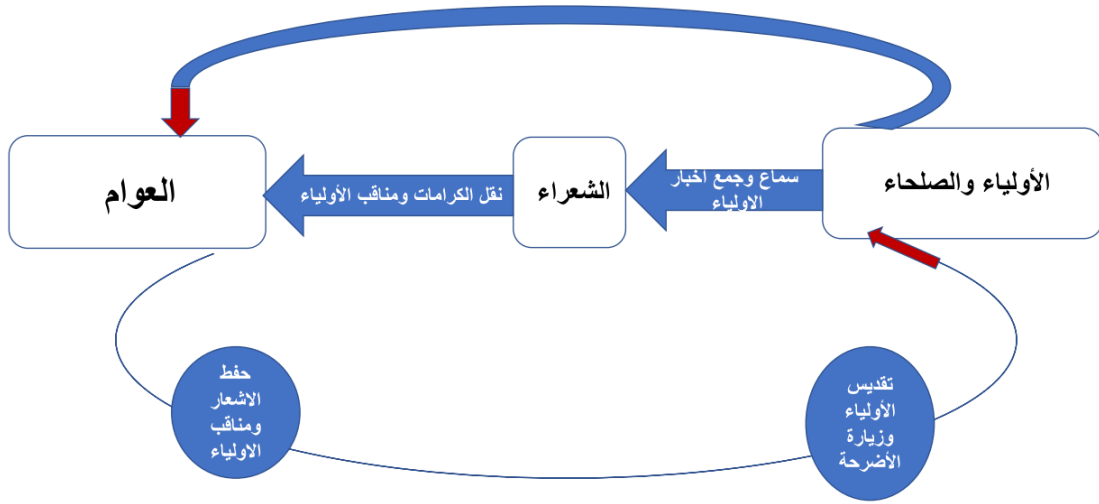 الأولياء والصلحاء
سماع وجمع اخبار
الاولياء
الشعراء
نقل الكرامات ومناقب الأولياء
العوام
تقديس
الأولياء
وزيارة
الأضرحة
حفظ
الاشعار
ومناقب
الاولياء